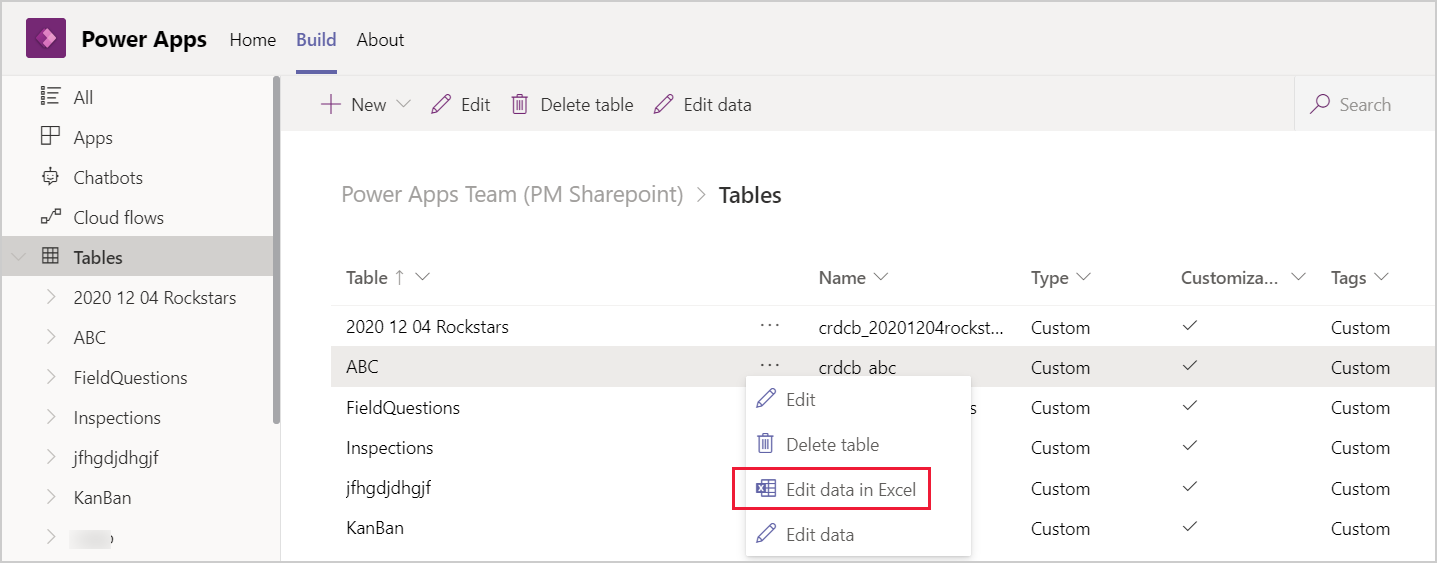 Power Apps Home Build About
All
Apps
Chatbots
Cloud flows
Tables
2020 12 04 Rockstars
ABC
FieldQuestions
Inspections
jfhgdjdhgjf
KanBan
New Edit Delete table Edit data Search
Power Apps Team (PM Sharepoint) > Tables
Table ↑ Name Type Customiza... Tags
2020 12 04 Rockstars ... crdcb_20201204rockst... Custom Custom
ABC ... crdcb_abc Custom Custom
FieldQuestions s Custom Custom
Inspections Custom Custom
jfhgdjdhgjf Custom Custom
KanBan Custom Custom
Edit
Delete table
Edit data in Excel
Edit data